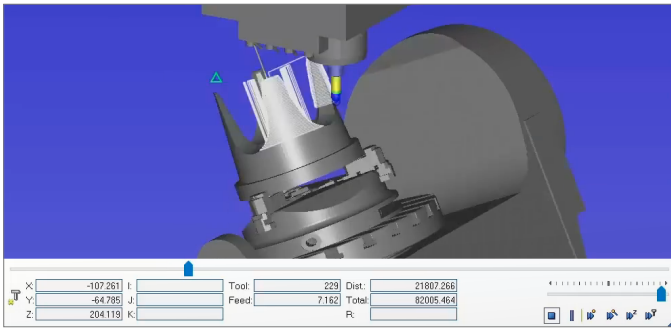 X: -107.261 I: Tool: 229 Dist.: 21807.266
Y: -64.785 J: Feed: 7.162 Total: 82005.464
Z: 204.119 K: R: